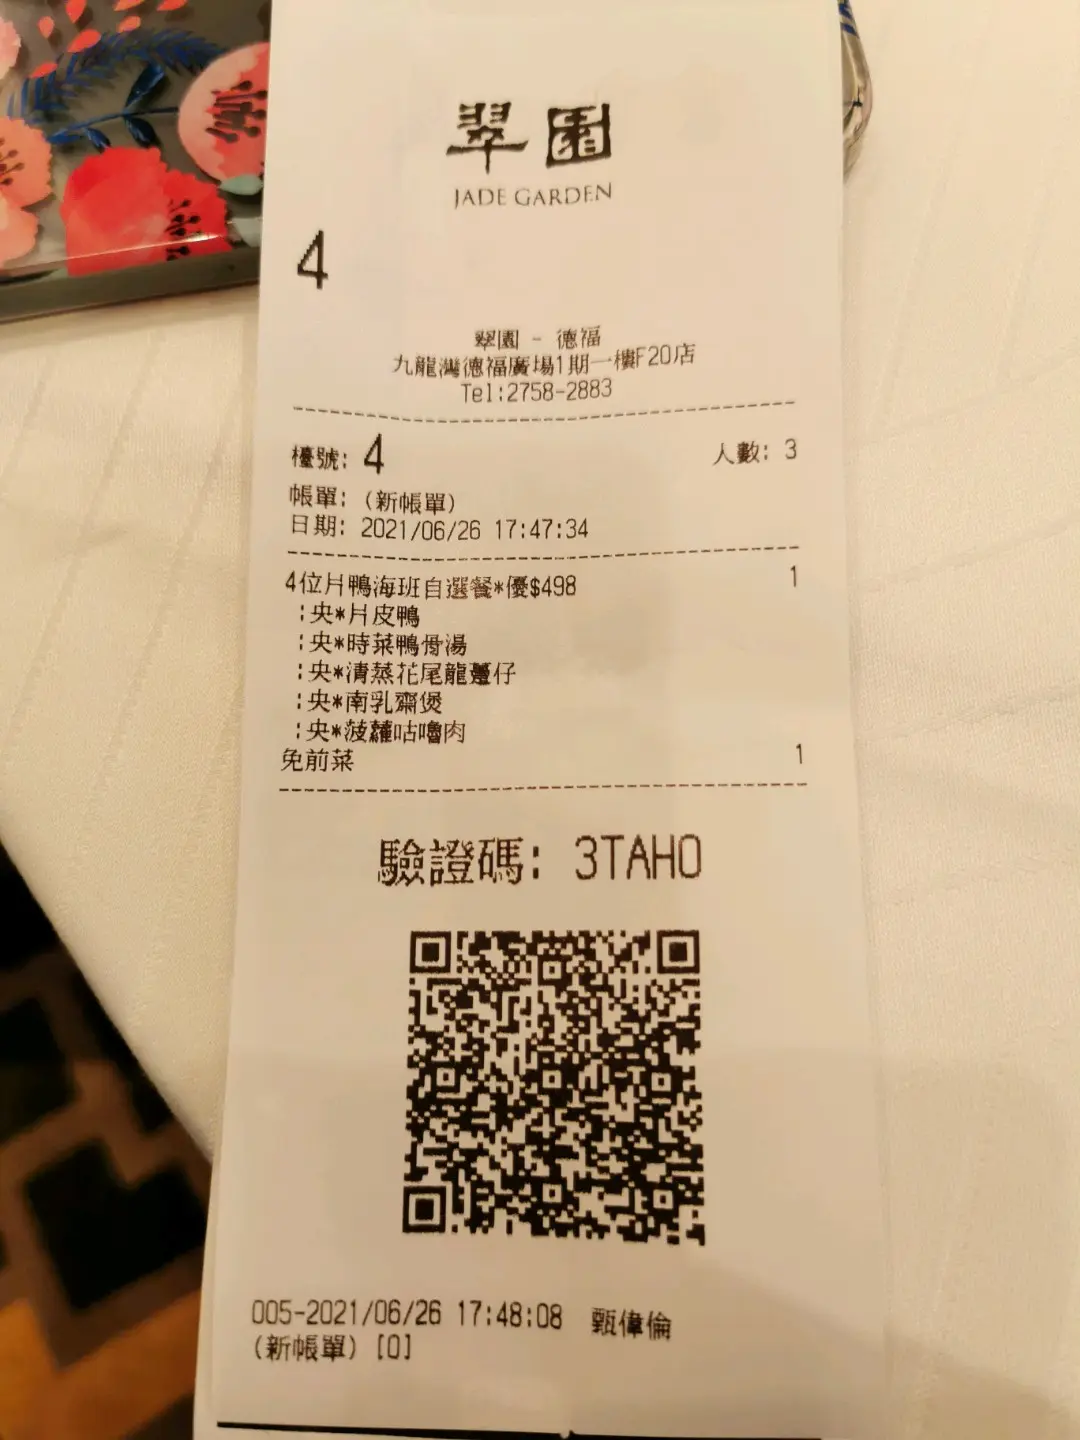 翠園
JADE GARDEN
4
翠園 - 德福
九龍灣德福廣場1期一樓F20店
Tel:2758-2883
檯號: 4 人數: 3
帳單: (新帳單)
日期: 2021/06/26 17:47:34
4位片鴨海班自選餐*優$498 1
:央*片皮鴨
:央*時菜鴨骨湯
:央*清蒸花尾龍躉仔
:央*南乳齋煲
:央*菠蘿咕嚕肉
免前菜 1
驗證碼: 3TAHO
005-2021/06/26 17:48:08 甄偉倫
(新帳單) [0]